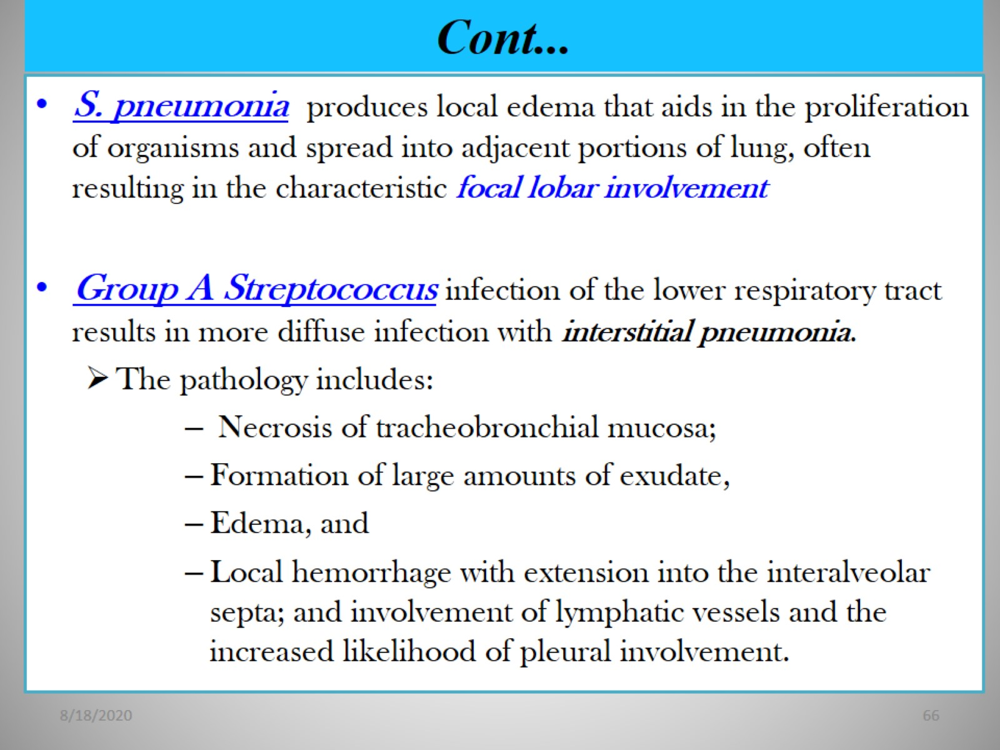 Cont...
• S. pneumonia produces local edema that aids in the proliferation
of organisms and spread into adjacent portions of lung, often
resulting in the characteristic focal lobar involvement
• Group A Streptococcus infection of the lower respiratory tract
results in more diffuse infection with interstitial pneumonia.
➢ The pathology includes:
– Necrosis of tracheobronchial mucosa;
– Formation of large amounts of exudate,
– Edema, and
– Local hemorrhage with extension into the interalveolar
septa; and involvement of lymphatic vessels and the
increased likelihood of pleural involvement.
8/18/2020
66